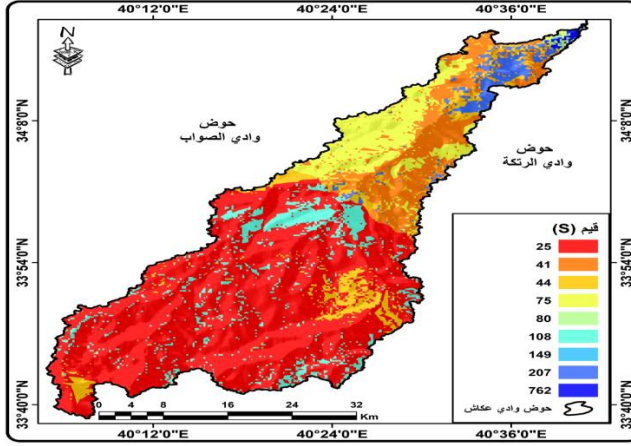 40°12'0"E 40°24'0"E 40°36'0"E
N
34°8'0"N
34°8'0"N
حوض
وادي الصواب
حوض
وادي الرتكة
33°54'0"N
33°54'0"N
قيم (S)
25
41
44
75
80
108
149
207
762
حوض وادي عكاش
33°40'0"N
33°40'0"N
0 4 8 16 24 32
Km
40°12'0"E 40°24'0"E 40°36'0"E